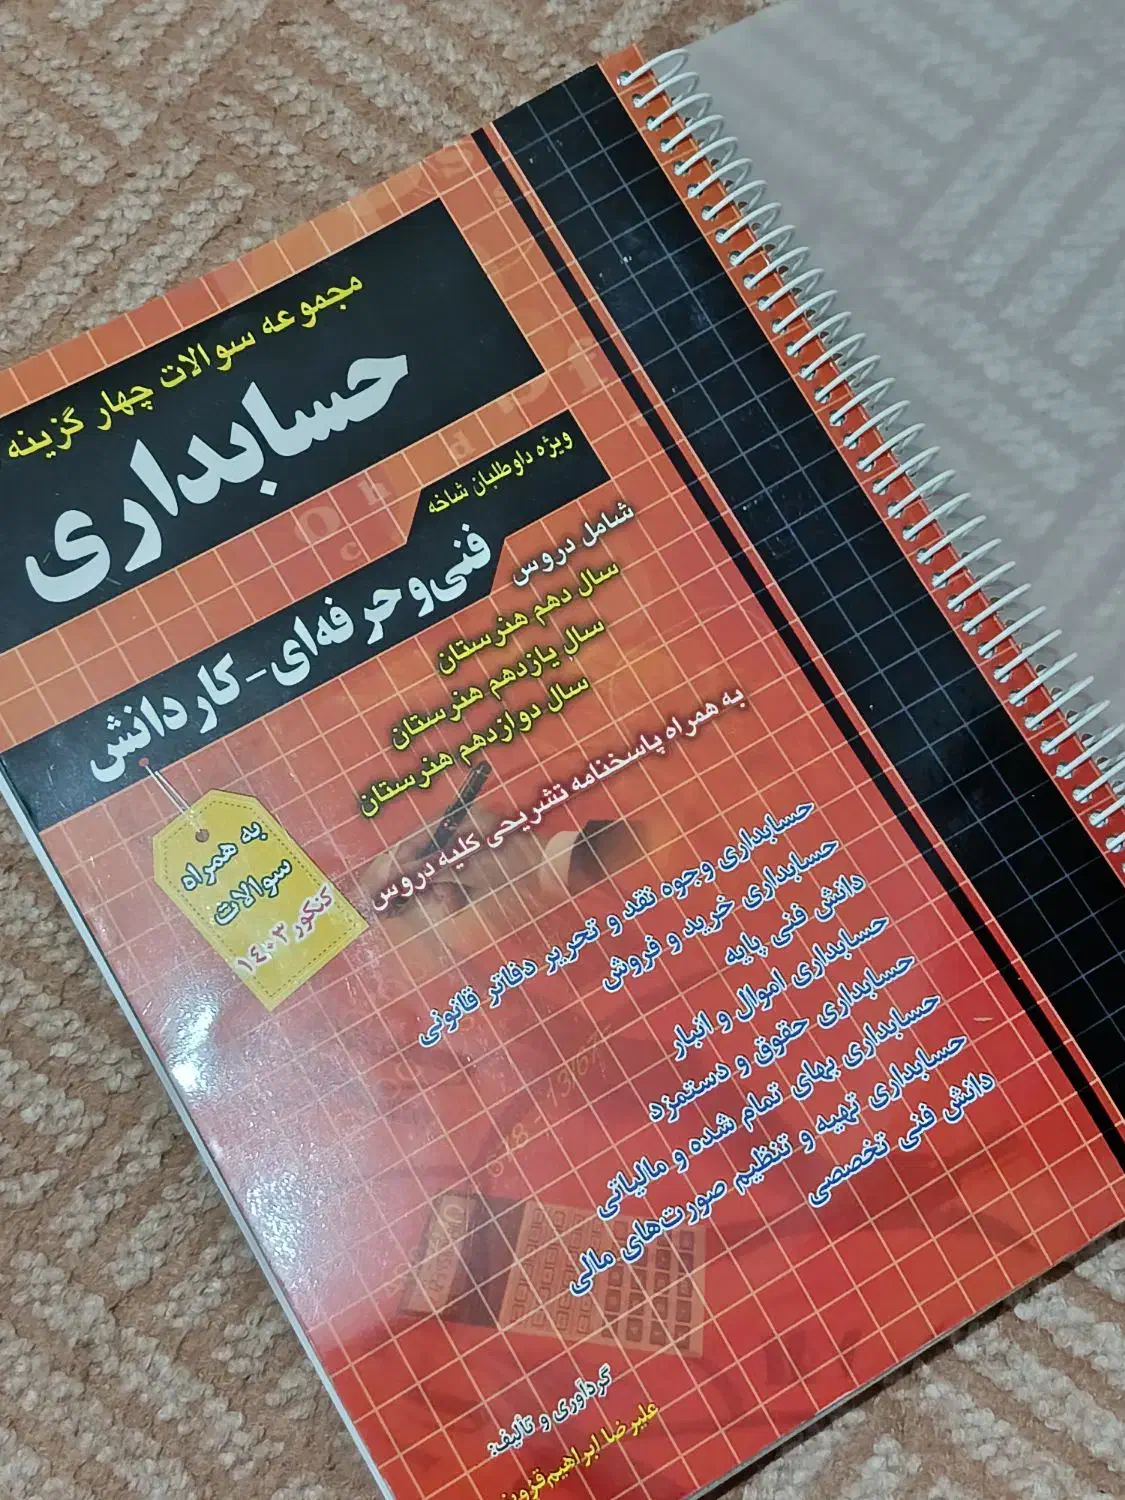 مجموعه سوالات چهار گزینه
حسابداری
ویژه داوطلبان شاخه
فنی‌و حرفه‌ای - کاردانش
شامل دروس
سال دهم هنرستان
سال یازدهم هنرستان
سال دوازدهم هنرستان
به همراه پاسخنامه تشریحی کلیه دروس
به همراه
سوالات
کنکور ۱۴۰۳
حسابداری وجوه نقد و تحریر دفاتر قانونی
حسابداری خرید و فروش
دانش فنی پایه
حسابداری اموال و انبار
حسابداری حقوق و دستمزد
حسابداری بهای تمام شده و مالیاتی
حسابداری تهیه و تنظیم صورت‌های مالی
دانش فنی تخصصی
گردآوری و تألیف:
علیرضا ابراهیم